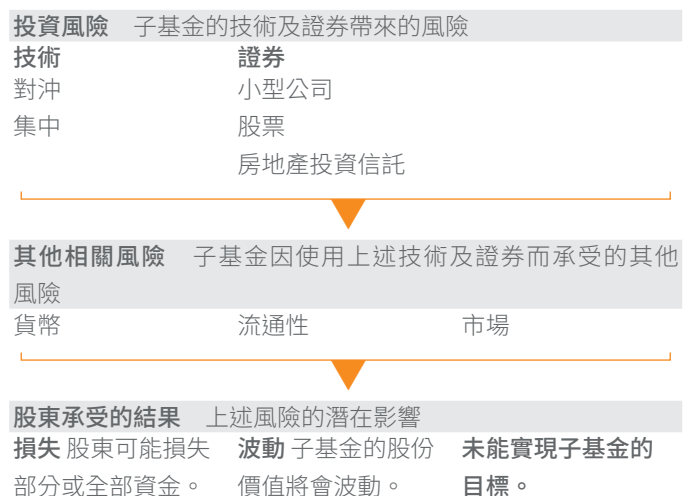 投資風險 子基金的技術及證券帶來的風險
技術 證券
對沖 小型公司
集中 股票
房地產投資信託
其他相關風險 子基金因使用上述技術及證券而承受的其他
風險
貨幣 流通性 市場
股東承受的結果 上述風險的潛在影響
損失 股東可能損失 波動 子基金的股份 未能實現子基金的
部分或全部資金。 價值將會波動。 目標。